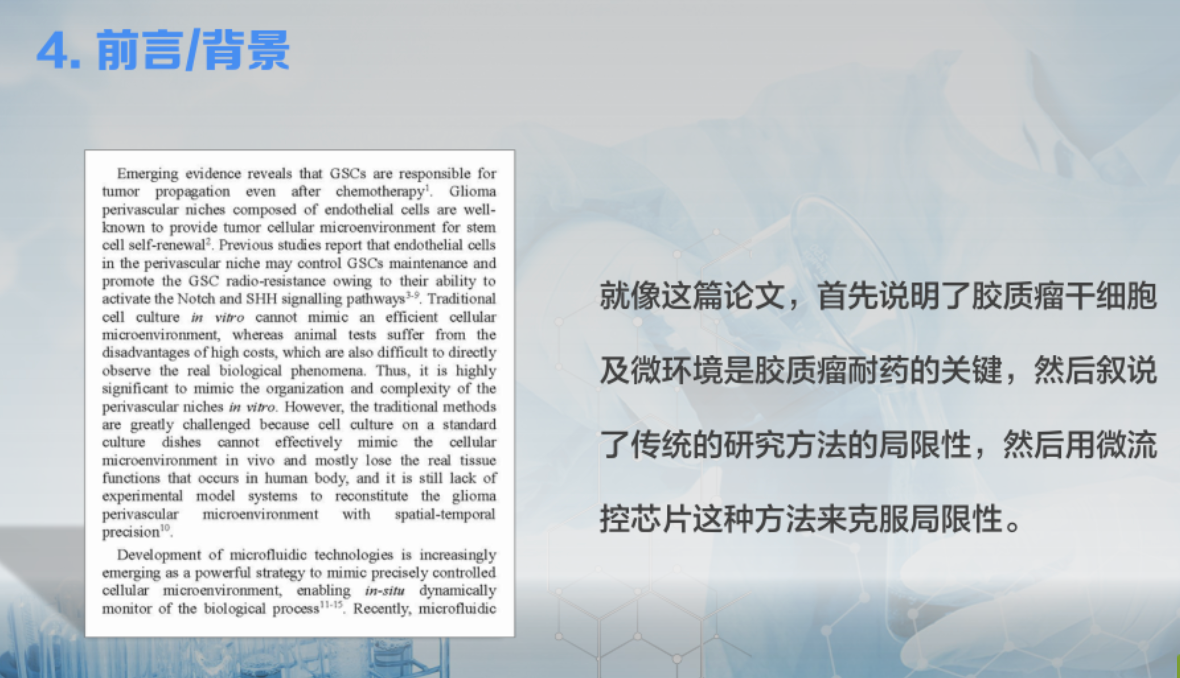 4. 前言/背景
Emerging evidence reveals that GSCs are responsible for
tumor propagation even after chemotherapy¹. Glioma
perivascular niches composed of endothelial cells are well-
known to provide tumor cellular microenvironment for stem
cell self-renewal². Previous studies report that endothelial cells
in the perivascular niche may control GSCs maintenance and
promote the GSC radio-resistance owing to their ability to
activate the Notch and SHH signalling pathways³⁻⁹. Traditional
cell culture in vitro cannot mimic an efficient cellular
microenvironment, whereas animal tests suffer from the
disadvantages of high costs, which are also difficult to directly
observe the real biological phenomena. Thus, it is highly
significant to mimic the organization and complexity of the
perivascular niches in vitro. However, the traditional methods
are greatly challenged because cell culture on a standard
culture dishes cannot effectively mimic the cellular
microenvironment in vivo and mostly lose the real tissue
functions that occurs in human body, and it is still lack of
experimental model systems to reconstitute the glioma
perivascular microenvironment with spatial-temporal
precision¹⁰.
Development of microfluidic technologies is increasingly
emerging as a powerful strategy to mimic precisely controlled
cellular microenvironment, enabling in-situ dynamically
monitor of the biological process¹¹⁻¹⁵. Recently, microfluidic
就像这篇论文，首先说明了胶质瘤干细胞
及微环境是胶质瘤耐药的关键，然后叙说
了传统的研究方法的局限性，然后用微流
控芯片这种方法来克服局限性。